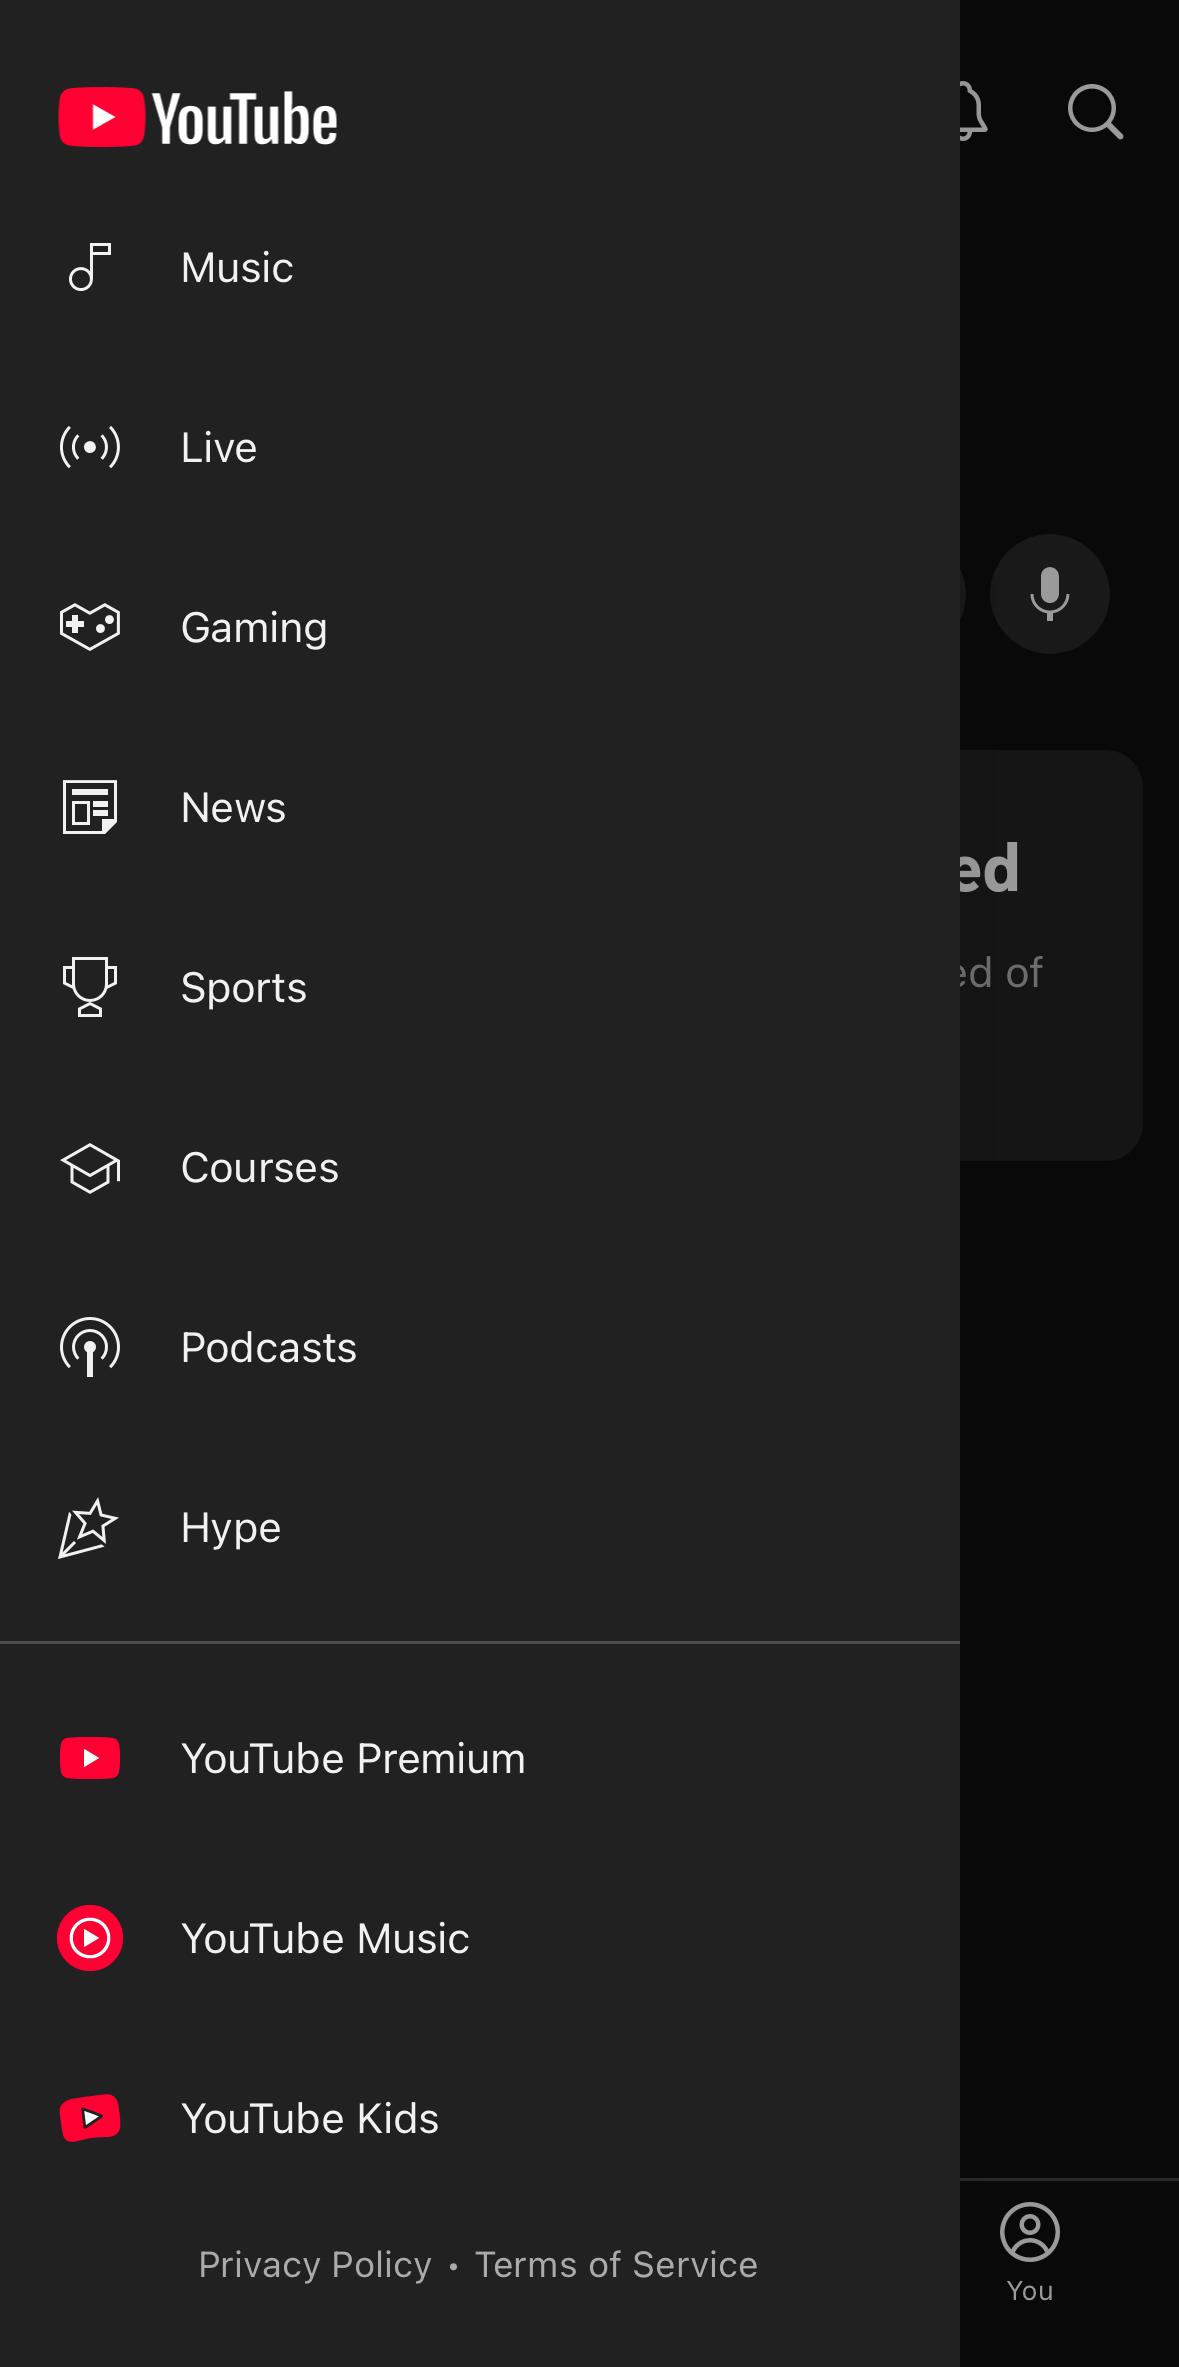 YouTube
Music
Live
Gaming
News
ed
Sports
ed of
Courses
Podcasts
Hype
YouTube Premium
YouTube Music
YouTube Kids
Privacy Policy • Terms of Service
You